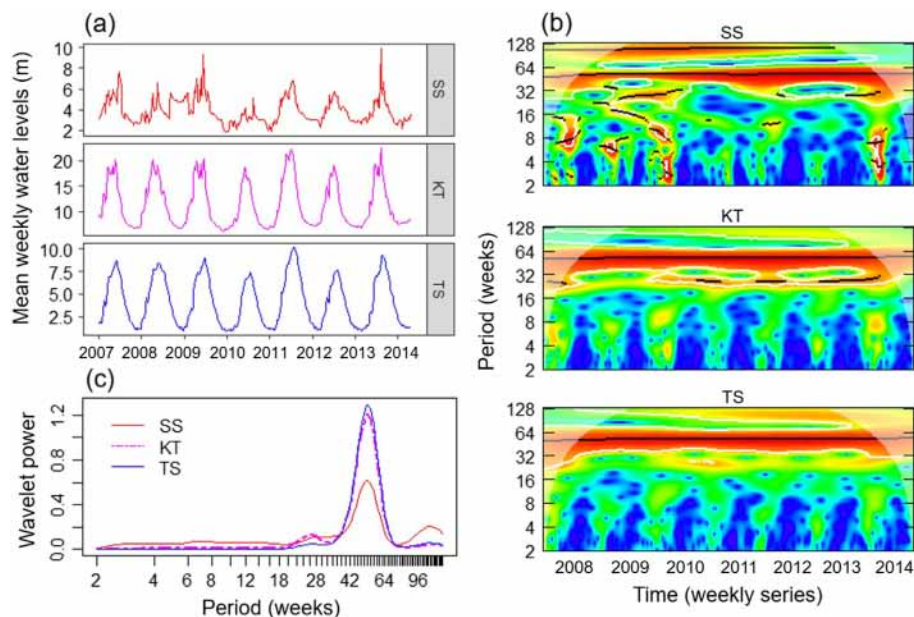 (a)
Mean weekly water levels (m)
10
8
6
4
2
SS
20
15
10
KT
10.0
7.5
5.0
2.5
TS
2007 2008 2009 2010 2011 2012 2013 2014
(b)
SS
128
64
32
16
8
4
2
KT
128
64
32
16
8
4
2
TS
128
64
32
16
8
4
2
Period (weeks)
2008 2009 2010 2011 2012 2013 2014
Time (weekly series)
(c)
Wavelet power
1.2
0.8
0.4
0.0
SS
KT
TS
2 4 6 8 12 18 28 42 64 96
Period (weeks)